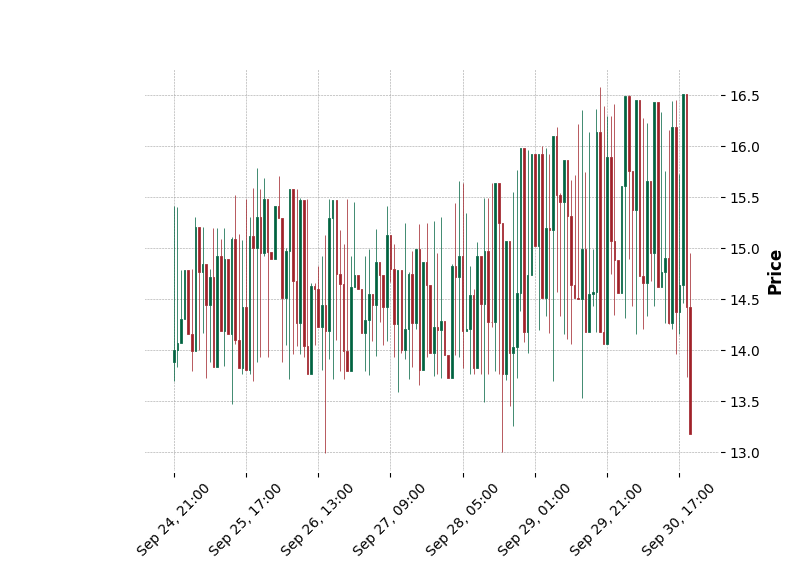 16.5
16.0
15.5
15.0
14.5
14.0
13.5
13.0
Price
Sep 24, 21:00
Sep 25, 17:00
Sep 26, 13:00
Sep 27, 09:00
Sep 28, 05:00
Sep 29, 01:00
Sep 29, 21:00
Sep 30, 17:00